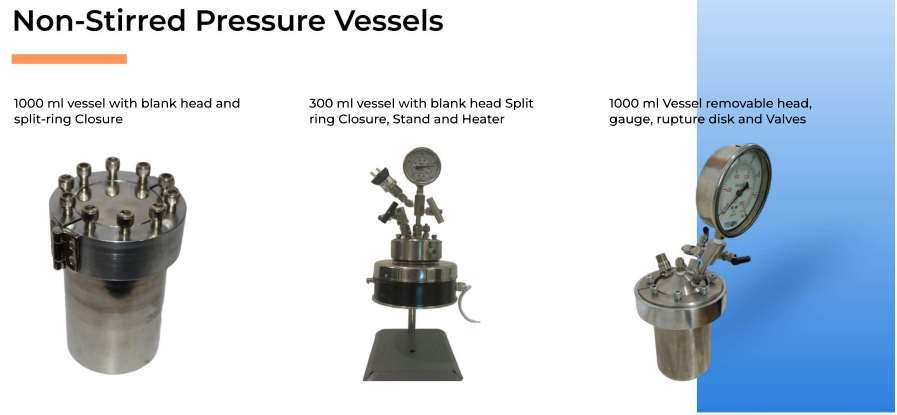 Non-Stirred Pressure Vessels
1000 ml vessel with blank head and
split-ring Closure
300 ml vessel with blank head Split
ring Closure, Stand and Heater
1000 ml Vessel removable head,
gauge, rupture disk and Valves